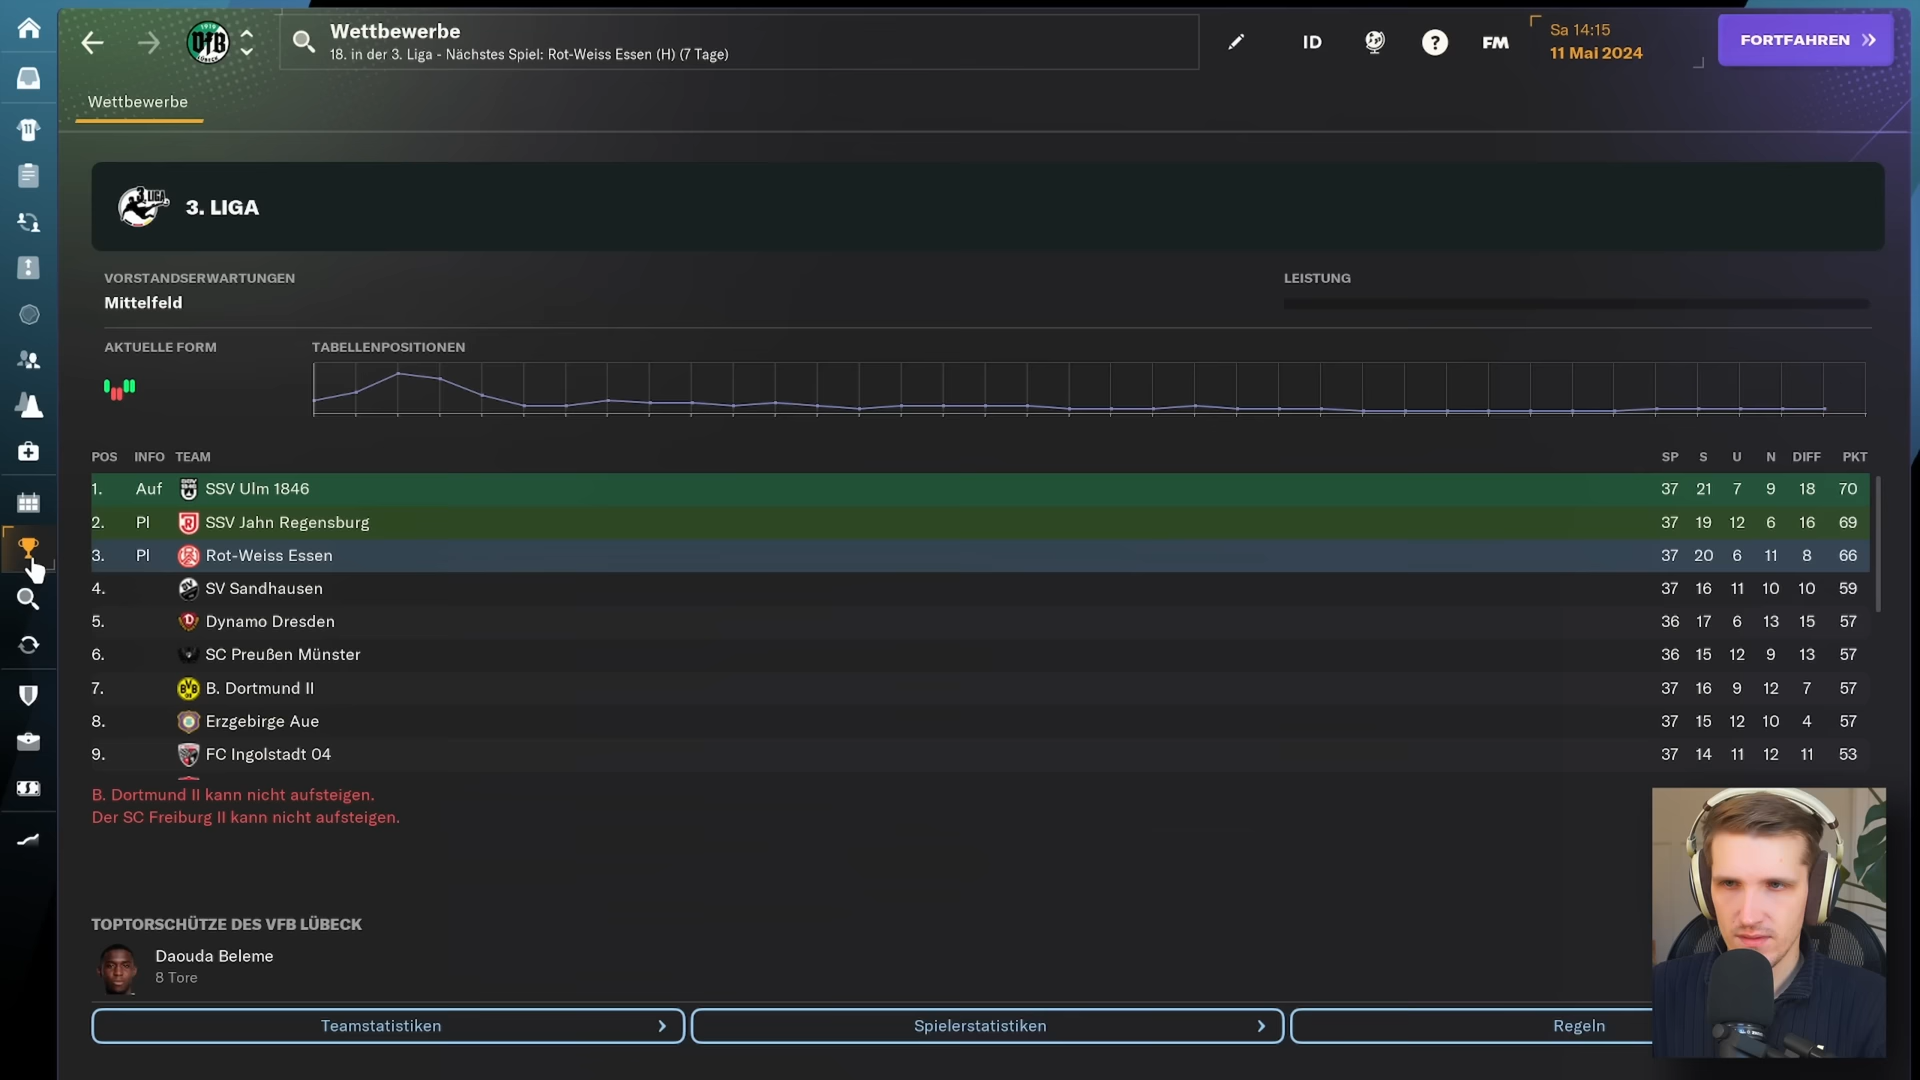 Wettbewerbe
18. in der 3. Liga - Nächstes Spiel: Rot-Weiss Essen (H) (7 Tage)
ID
?
FM
Sa 14:15
11 Mai 2024
FORTFAHREN
Wettbewerbe
3. LIGA
VORSTANDSERWARTUNGEN
Mittelfeld
LEISTUNG
AKTUELLE FORM
TABELLENPOSITIONEN
POS INFO TEAM SP S U N DIFF PKT
1. Auf SSV Ulm 1846 37 21 7 9 18 70
2. Pl SSV Jahn Regensburg 37 19 12 6 16 69
3. Pl Rot-Weiss Essen 37 20 6 11 8 66
4. SV Sandhausen 37 16 11 10 10 59
5. Dynamo Dresden 36 17 6 13 15 57
6. SC Preußen Münster 36 15 12 9 13 57
7. B. Dortmund II 37 16 9 12 7 57
8. Erzgebirge Aue 37 15 12 10 4 57
9. FC Ingolstadt 04 37 14 11 12 11 53
B. Dortmund II kann nicht aufsteigen.
Der SC Freiburg II kann nicht aufsteigen.
TOPTORSCHÜTZE DES VFB LÜBECK
Daouda Beleme
8 Tore
Teamstatistiken
Spielerstatistiken
Regeln